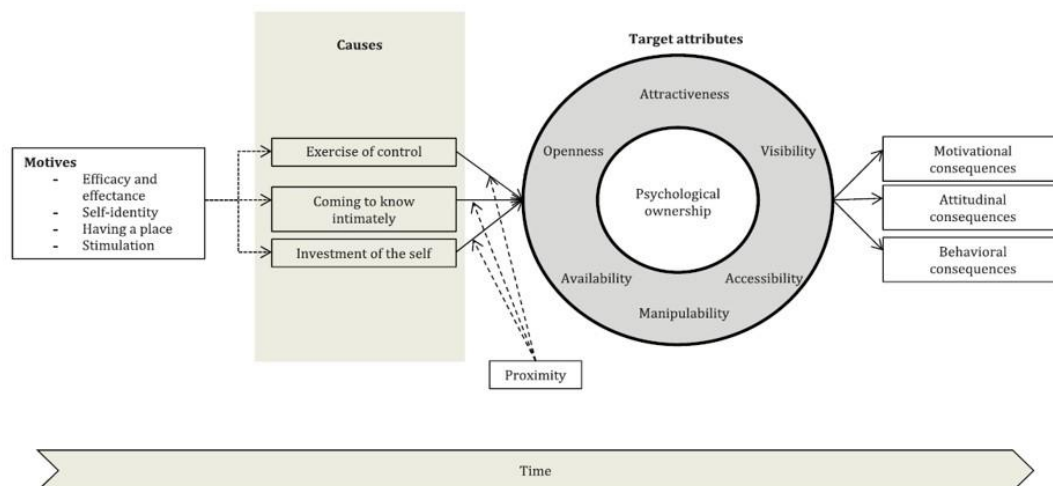 Causes
Target attributes
Attractiveness
Openness
Visibility
Psychological
ownership
Availability
Accessibility
Manipulability
Motives
- Efficacy and
effectance
- Self-identity
- Having a place
- Stimulation
Exercise of control
Coming to know
intimately
Investment of the self
Proximity
Motivational
consequences
Attitudinal
consequences
Behavioral
consequences
Time